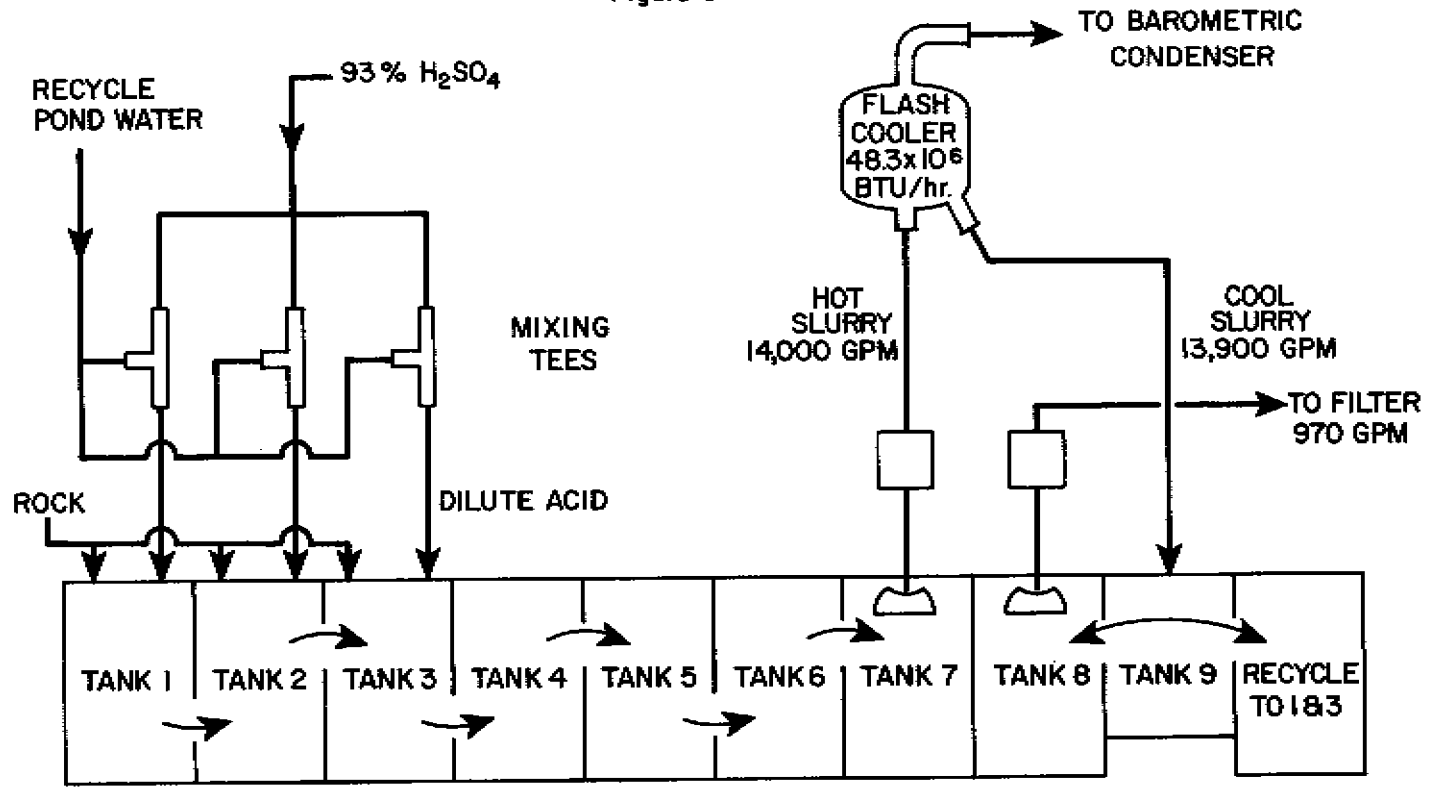 TO BAROMETRIC
CONDENSER
93% H₂SO₄
RECYCLE
POND WATER
FLASH
COOLER
48.3x10⁶
BTU/hr.
MIXING
TEES
HOT
SLURRY
14,000 GPM
COOL
SLURRY
13,900 GPM
TO FILTER
970 GPM
ROCK
DILUTE ACID
TANK 1
TANK 2
TANK 3
TANK 4
TANK 5
TANK 6
TANK 7
TANK 8
TANK 9
RECYCLE
TO 1&3